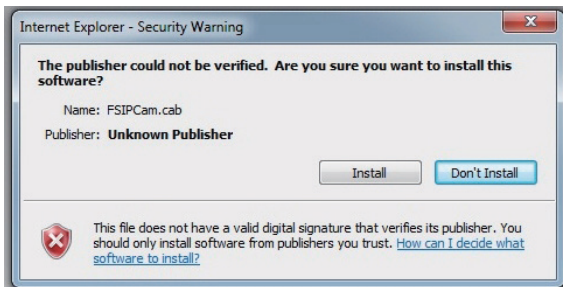 Internet Explorer - Security Warning
The publisher could not be verified. Are you sure you want to install this
software?
Name: FSIPCam.cab
Publisher: Unknown Publisher
Install Don't Install
This file does not have a valid digital signature that verifies its publisher. You
should only install software from publishers you trust. How can I decide what
software to install?